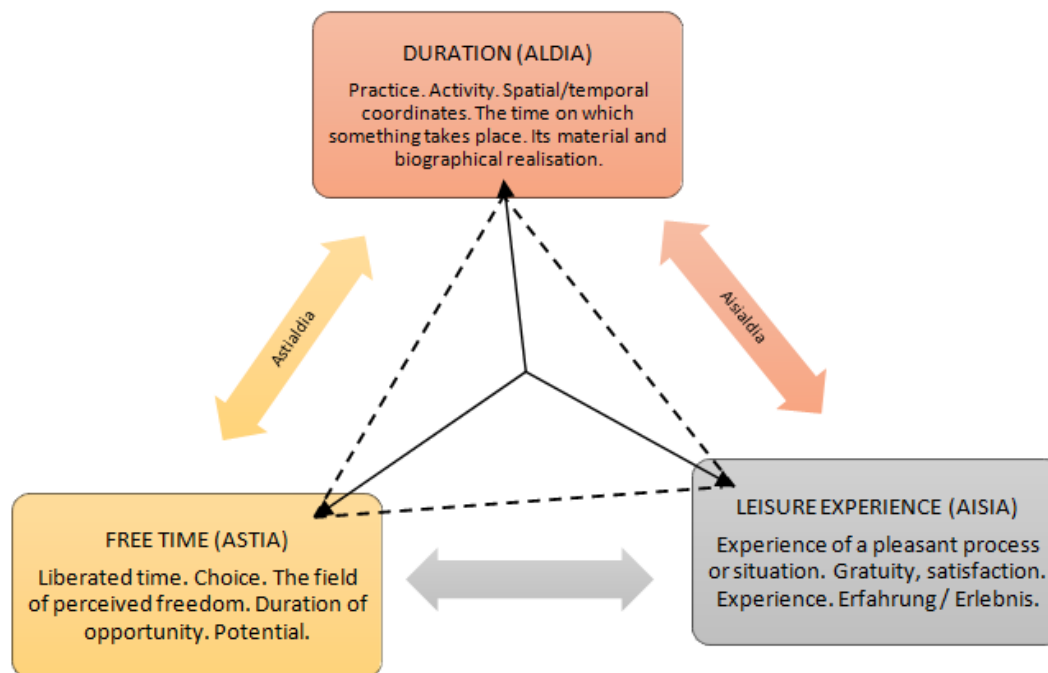 DURATION (ALDIA)
Practice. Activity. Spatial/temporal
coordinates. The time on which
something takes place. Its material and
biographical realisation.
Astialdia
Aisialdia
FREE TIME (ASTIA)
Liberated time. Choice. The field
of perceived freedom. Duration of
opportunity. Potential.
LEISURE EXPERIENCE (AISIA)
Experience of a pleasant process
or situation. Gratuity, satisfaction.
Experience. Erfahrung / Erlebnis.